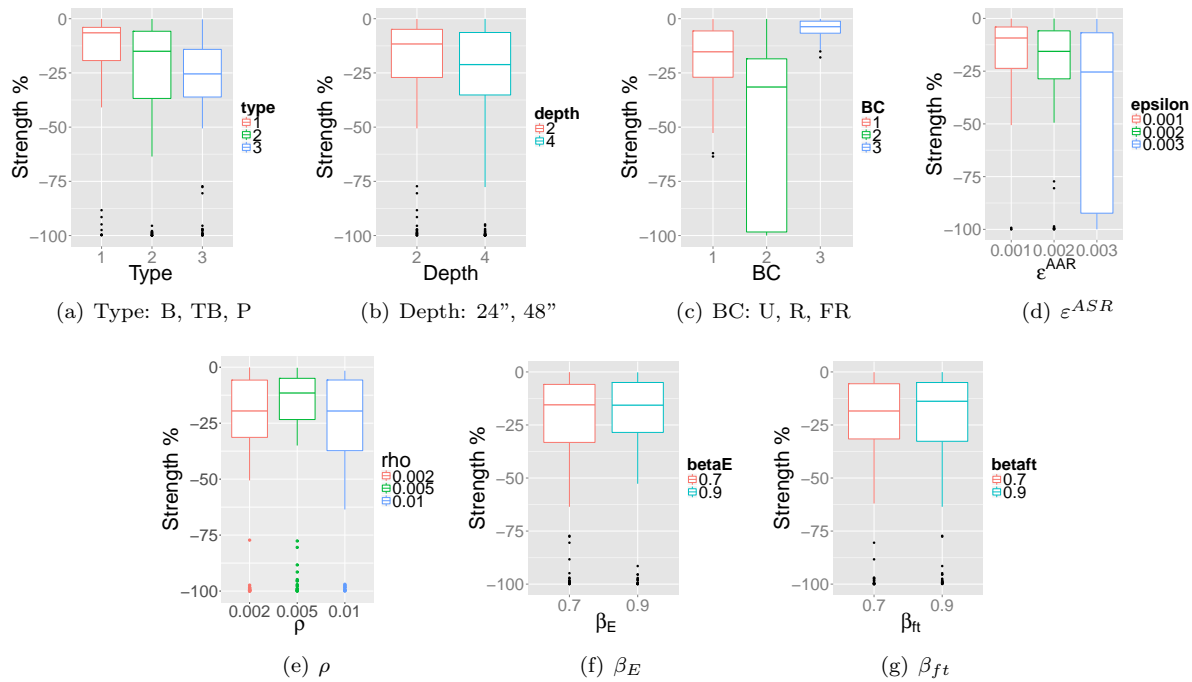 Strength %
0
−25
−50
−75
−100
1 2 3
Type
type
1
2
3
(a) Type: B, TB, P
Strength %
0
−25
−50
−75
−100
2 4
Depth
depth
2
4
(b) Depth: 24”, 48”
Strength %
0
−25
−50
−75
−100
1 2 3
BC
BC
1
2
3
(c) BC: U, R, FR
Strength %
0
−25
−50
−75
−100
0.001 0.002 0.003
ε^AAR
epsilon
0.001
0.002
0.003
(d) ε^ASR
Strength %
0
−25
−50
−75
−100
0.002 0.005 0.01
ρ
rho
0.002
0.005
0.01
(e) ρ
Strength %
0
−25
−50
−75
−100
0.7 0.9
β_E
betaE
0.7
0.9
(f) β_E
Strength %
0
−25
−50
−75
−100
0.7 0.9
β_ft
betaft
0.7
0.9
(g) β_ft